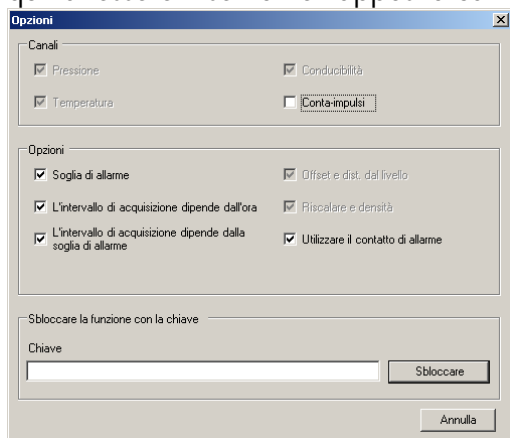 Opzioni
Canali
Pressione
Conducibilità
Temperatura
Conta-impulsi
Opzioni
Soglia di allarme
Offset e dist. dal livello
L'intervallo di acquisizione dipende dall'ora
Riscalare e densità
L'intervallo di acquisizione dipende dalla
soglia di allarme
Utilizzare il contatto di allarme
Sbloccare la funzione con la chiave
Chiave
Sbloccare
Annulla